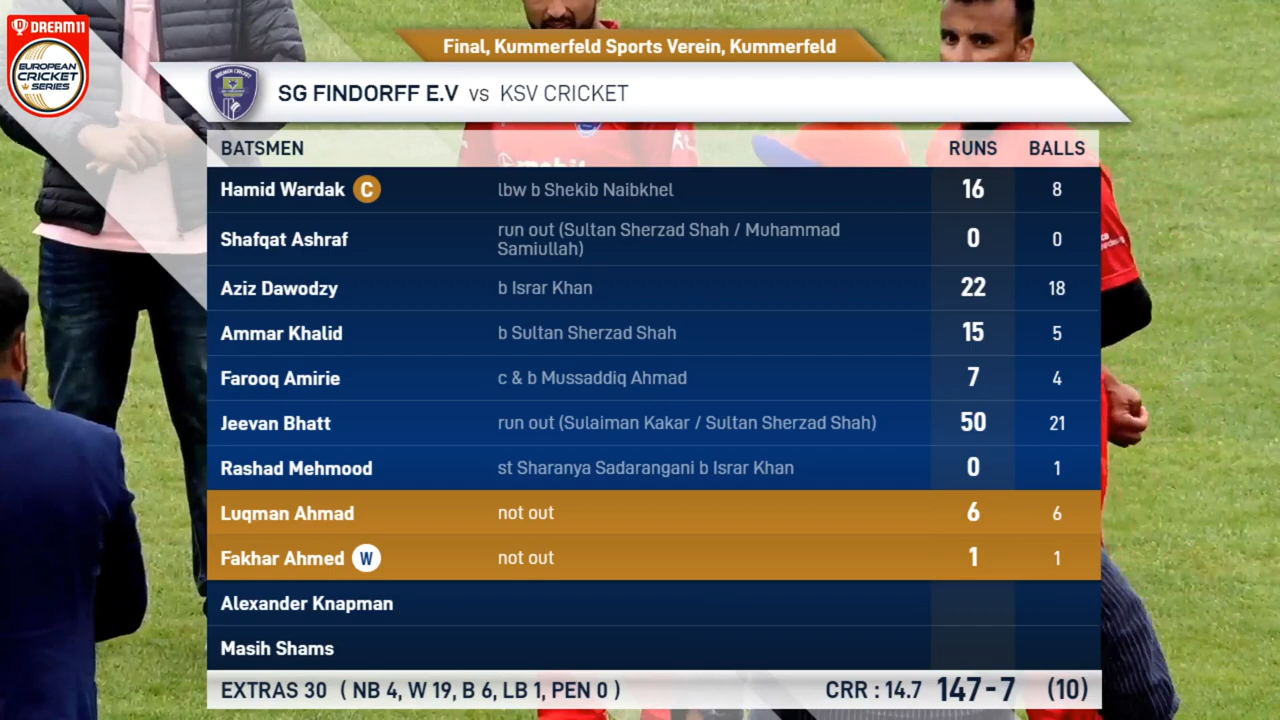 DREAM11
EUROPEAN
CRICKET
SERIES
Final, Kummerfeld Sports Verein, Kummerfeld
SG FINDORFF E.V vs KSV CRICKET
BATSMEN RUNS BALLS
Hamid Wardak C lbw b Shekib Naibkhel 16 8
Shafqat Ashraf run out (Sultan Sherzad Shah / Muhammad
Samiullah) 0 0
Aziz Dawodzy b Israr Khan 22 18
Ammar Khalid b Sultan Sherzad Shah 15 5
Farooq Amirie c & b Mussaddiq Ahmad 7 4
Jeevan Bhatt run out (Sulaiman Kakar / Sultan Sherzad Shah) 50 21
Rashad Mehmood st Sharanya Sadarangani b Israr Khan 0 1
Luqman Ahmad not out 6 6
Fakhar Ahmed W not out 1 1
Alexander Knapman
Masih Shams
EXTRAS 30 ( NB 4, W 19, B 6, LB 1, PEN 0 ) CRR : 14.7 147-7 (10)